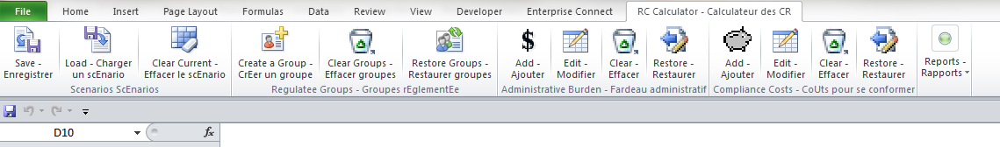 File Home Insert Page Layout Formulas Data Review View Developer Enterprise Connect RC Calculator - Calculateur des CR
Save - Enregistrer
Load - Charger un scEnario
Clear Current - Effacer le scEnario
Create a Group - CrEer un groupe
Clear Groups - Effacer groupes
Restore Groups - Restaurer groupes
$ Add - Ajouter
Edit - Modifier
Clear - Effacer
Restore - Restaurer
Add - Ajouter
Edit - Modifier
Clear - Effacer
Restore - Restaurer
Reports - Rapports
Scenarios ScEnarios
Regulatee Groups - Groupes rEglementEe
Administrative Burden - Fardeau administratif
Compliance Costs - CoUts pour se conformer
D10 fx